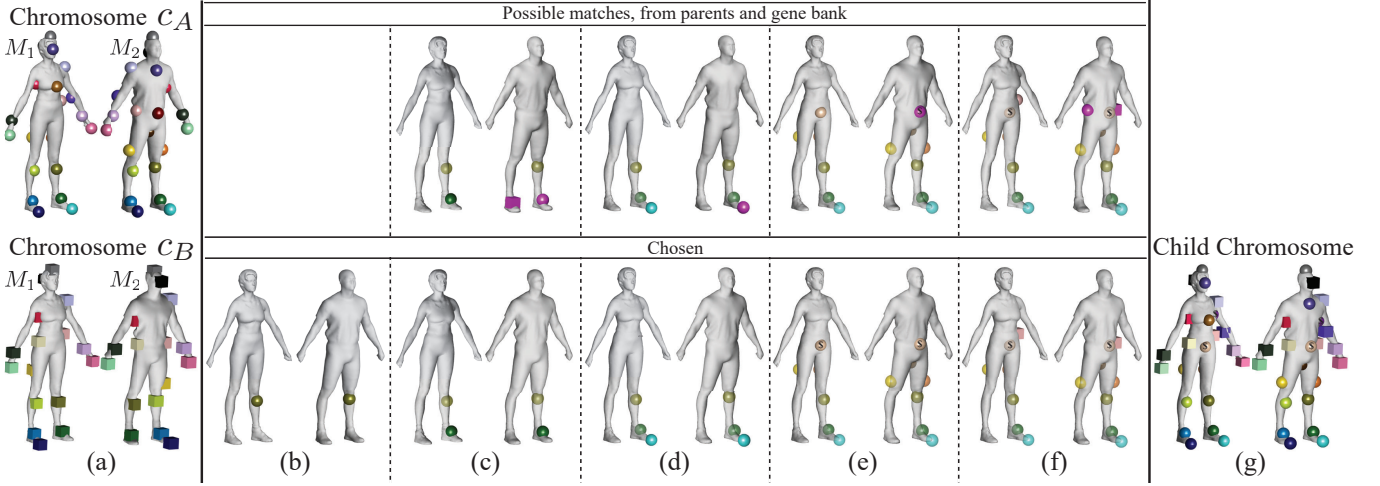 Chromosome c_A
M_1
M_2
Possible matches, from parents and gene bank
S
S
S
Chromosome c_B
M_1
M_2
Chosen
Child Chromosome
S
S
S
S
S
S
(a)
(b)
(c)
(d)
(e)
(f)
(g)